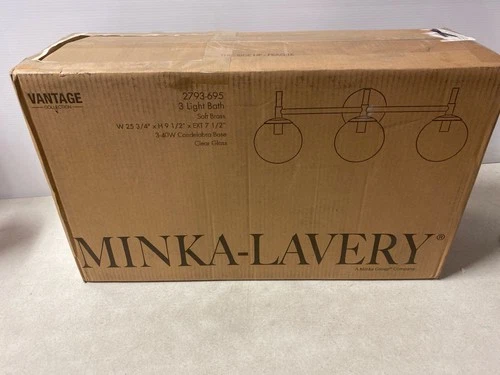 VANTAGE
COLLECTION
2793-695
3 Light Bath
Soft Brass
W 25 3/4" x H 9 1/2" x EXT 7 1/2"
3-60W Candelabra Base
Clear Glass
MINKA-LAVERY®
A Minka Group® Company